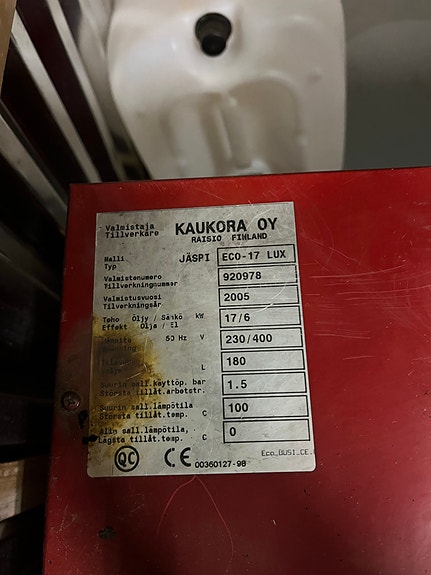 Valmistaja
Tillverkare
KAUKORA OY
RAISIO FINLAND
Malli
Typ
JÄSPI ECO-17 LUX
Valmistenumero
Tillverkningnummer
920978
Valmistusvuosi
Tillverkningsår
2005
Teho Öljy / Sähkö kW
Effekt Olja / El
17/6
50 Hz V
230/400
L
180
Suurin sall.käyttöp. bar
Största tillåt.arbetstr.
1.5
Suurin sall.lämpötila
Största tillåt.temp. C
100
Alin sall.lämpötila,
Lägsta tillåt.temp. C
0
QC CE 00360127-98
Eco_BUS1_CE.